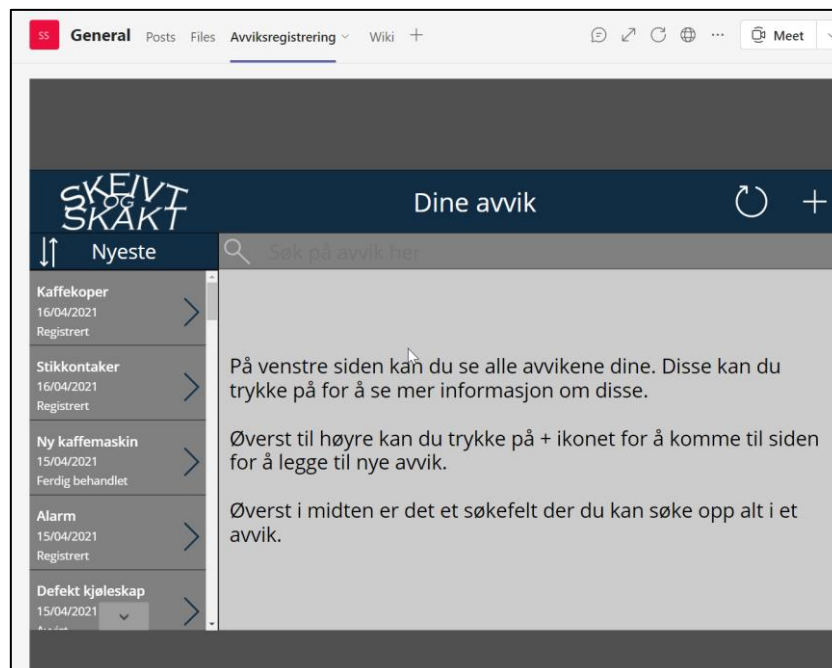 SS General Posts Files Avviksregistrering Wiki Meet
SKEIVT
OG
SKAKT
Dine avvik
Nyeste
Søk på avvik her
Kaffekoper
16/04/2021
Registrert
Stikkontaker
16/04/2021
Registrert
Ny kaffemaskin
15/04/2021
Ferdig behandlet
Alarm
15/04/2021
Registrert
Defekt kjøleskap
15/04/2021
På venstre siden kan du se alle avvikene dine. Disse kan du
trykke på for å se mer informasjon om disse.
Øverst til høyre kan du trykke på + ikonet for å komme til siden
for å legge til nye avvik.
Øverst i midten er det et søkefelt der du kan søke opp alt i et
avvik.